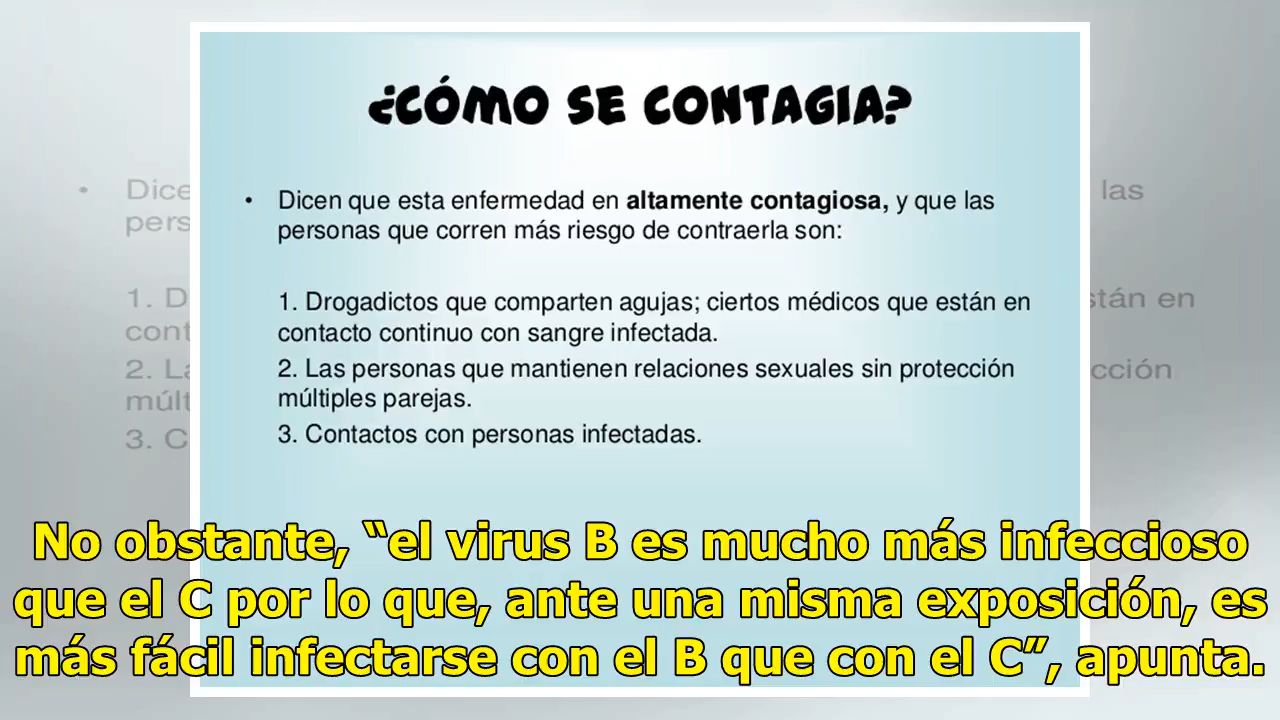 ¿CÓMO SE CONTAGIA?
• Dicen que esta enfermedad en altamente contagiosa, y que las
personas que corren más riesgo de contraerla son:
1. Drogadictos que comparten agujas; ciertos médicos que están en
contacto continuo con sangre infectada.
2. Las personas que mantienen relaciones sexuales sin protección
múltiples parejas.
3. Contactos con personas infectadas.
No obstante, “el virus B es mucho más infeccioso
que el C por lo que, ante una misma exposición, es
más fácil infectarse con el B que con el C”, apunta.